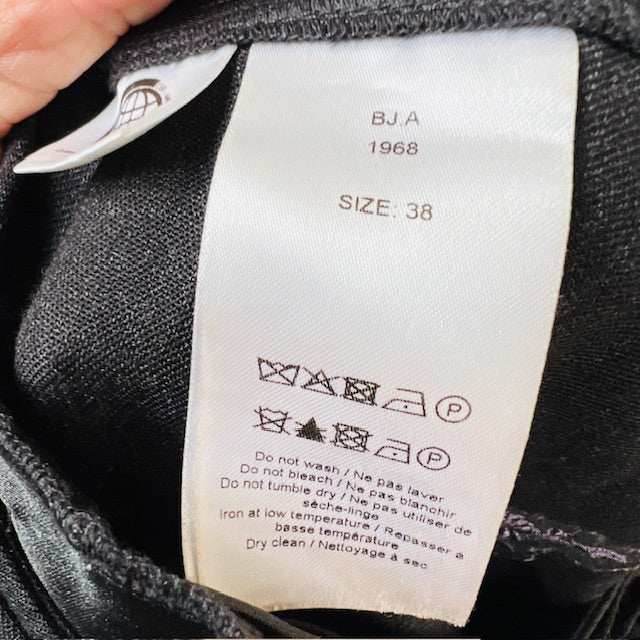 BJ.A
1968
SIZE: 38
P
P
Do not wash / Ne pas laver
Do not bleach / Ne pas blanchir
Do not tumble dry / Ne pas utiliser de
sèche-linge
Iron at low temperature / Repasser à
basse température
Dry clean / Nettoyage à sec